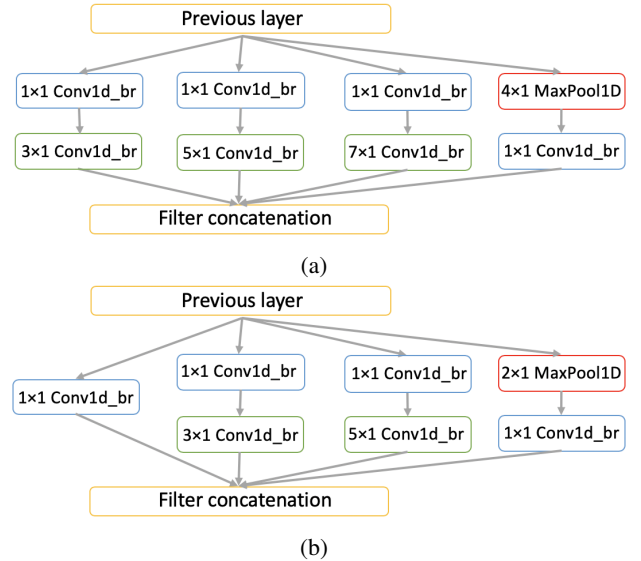 Previous layer
1×1 Conv1d_br 1×1 Conv1d_br 1×1 Conv1d_br 4×1 MaxPool1D
3×1 Conv1d_br 5×1 Conv1d_br 7×1 Conv1d_br 1×1 Conv1d_br
Filter concatenation
(a)
Previous layer
1×1 Conv1d_br 1×1 Conv1d_br 2×1 MaxPool1D
1×1 Conv1d_br
3×1 Conv1d_br 5×1 Conv1d_br 1×1 Conv1d_br
Filter concatenation
(b)